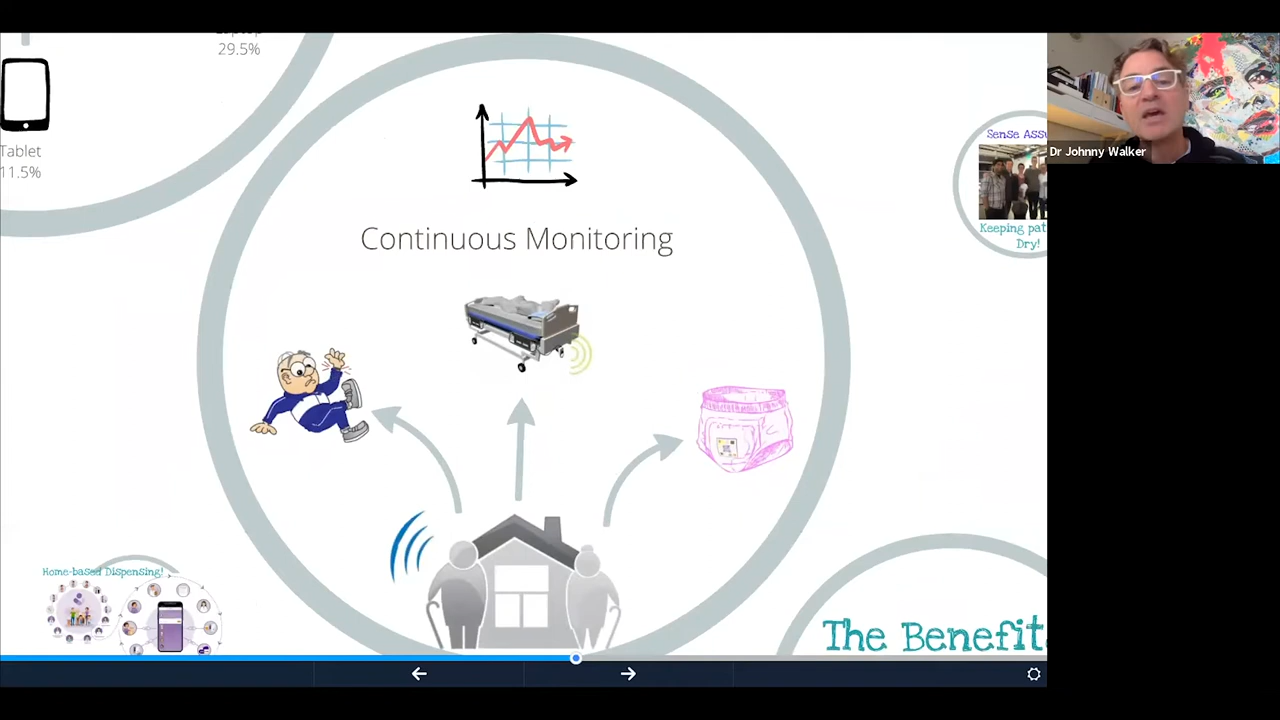 29.5%
Tablet
11.5%
Continuous Monitoring
Sense Ass
Keeping pat
Dry!
Home-based Dispensing!
The Benefit
Dr Johnny Walker